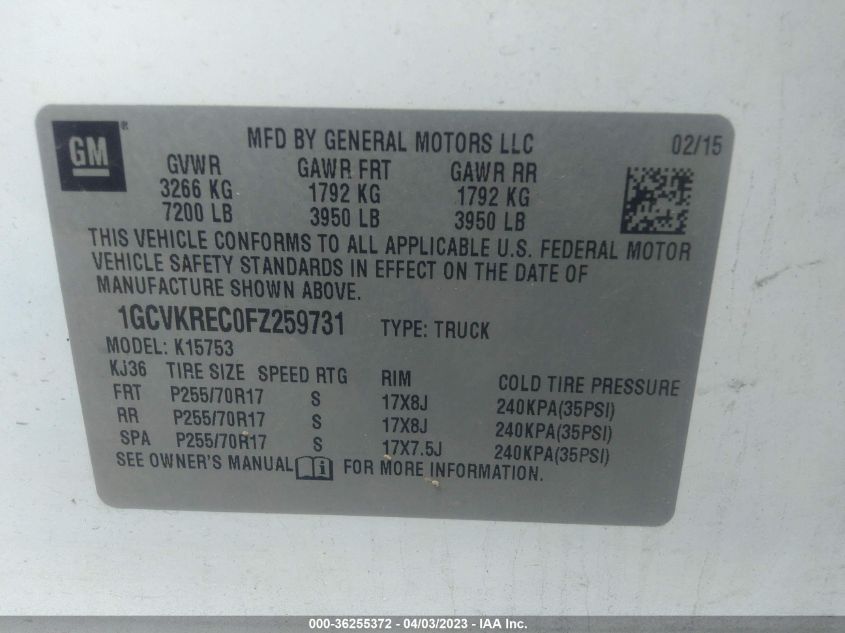 GM ®
MFD BY GENERAL MOTORS LLC 02/15
GVWR GAWR FRT GAWR RR
3266 KG 1792 KG 1792 KG
7200 LB 3950 LB 3950 LB
THIS VEHICLE CONFORMS TO ALL APPLICABLE U.S. FEDERAL MOTOR
VEHICLE SAFETY STANDARDS IN EFFECT ON THE DATE OF
MANUFACTURE SHOWN ABOVE.
1GCVKREC0FZ259731 TYPE: TRUCK
MODEL: K15753
KJ36 TIRE SIZE SPEED RTG RIM COLD TIRE PRESSURE
FRT P255/70R17 S 17X8J 240KPA(35PSI)
RR P255/70R17 S 17X8J 240KPA(35PSI)
SPA P255/70R17 S 17X7.5J 240KPA(35PSI)
SEE OWNER'S MANUAL i FOR MORE INFORMATION.
000-36255372 - 04/03/2023 - IAA Inc.